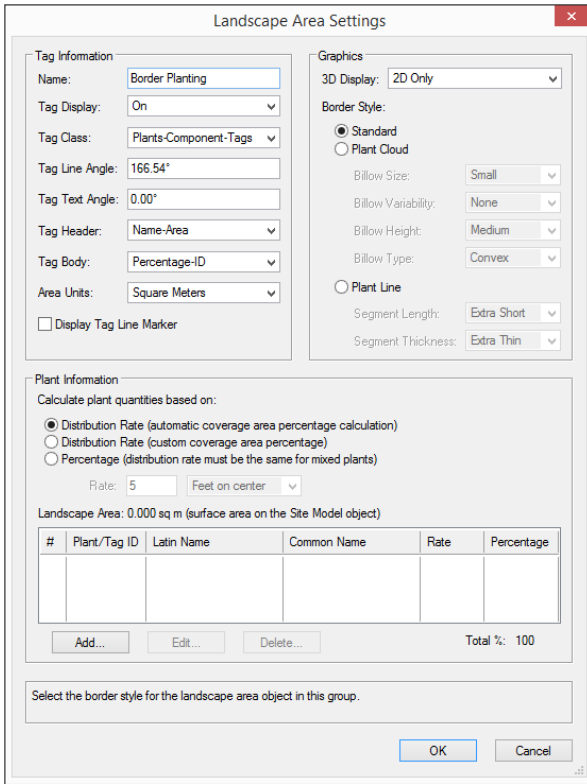 Landscape Area Settings
Tag Information
Name: Border Planting
Tag Display: On
Tag Class: Plants-Component-Tags
Tag Line Angle: 166.54°
Tag Text Angle: 0.00°
Tag Header: Name-Area
Tag Body: Percentage-ID
Area Units: Square Meters
Display Tag Line Marker
Graphics
3D Display: 2D Only
Border Style:
Standard
Plant Cloud
Billow Size: Small
Billow Variability: None
Billow Height: Medium
Billow Type: Convex
Plant Line
Segment Length: Extra Short
Segment Thickness: Extra Thin
Plant Information
Calculate plant quantities based on:
Distribution Rate (automatic coverage area percentage calculation)
Distribution Rate (custom coverage area percentage)
Percentage (distribution rate must be the same for mixed plants)
Rate: 5 Feet on center
Landscape Area: 0.000 sq m (surface area on the Site Model object)
# Plant/Tag ID Latin Name Common Name Rate Percentage
Add... Edit... Delete... Total %: 100
Select the border style for the landscape area object in this group.
OK Cancel